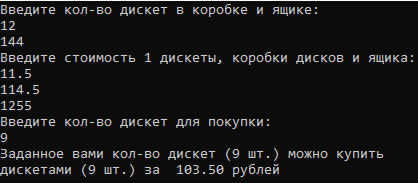 Введите кол-во дискет в коробке и ящике:
12
144
Введите стоимость 1 дискеты, коробки дисков и ящика:
11.5
114.5
1255
Введите кол-во дискет для покупки:
9
Заданное вами кол-во дискет (9 шт.) можно купить
дискетами (9 шт.) за  103.50 рублей